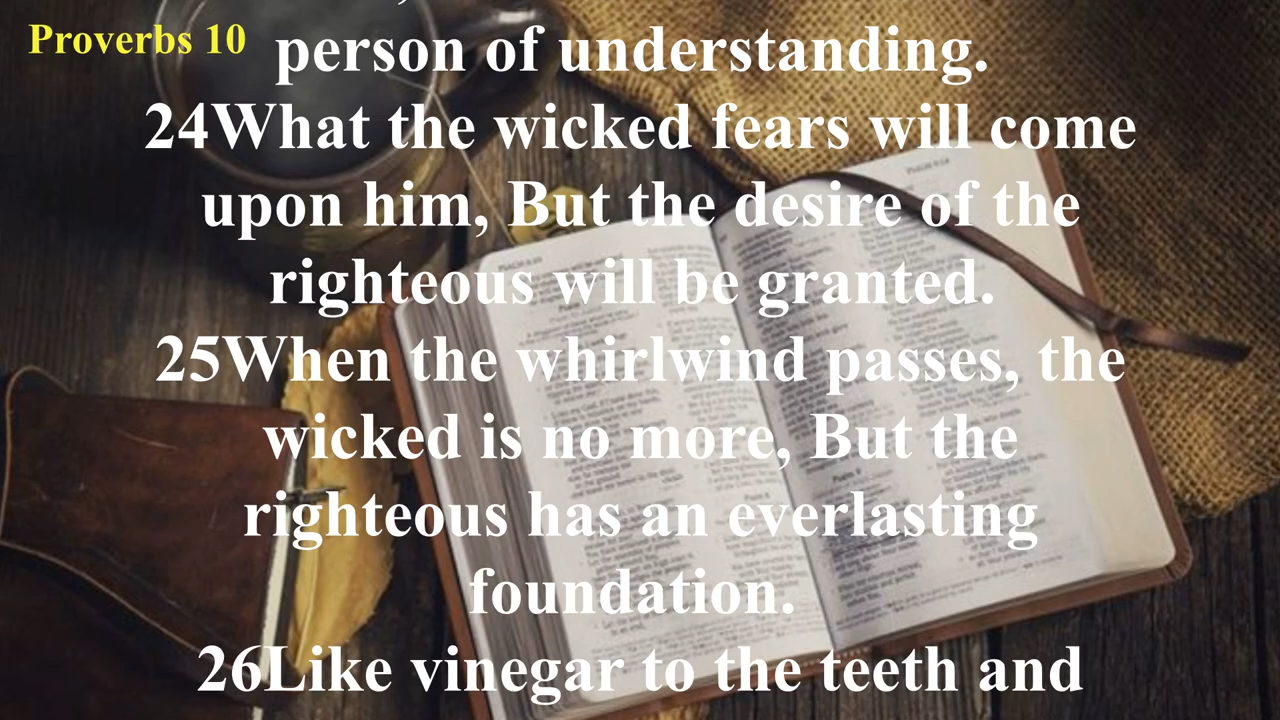 Proverbs 10
person of understanding.
24What the wicked fears will come
upon him, But the desire of the
righteous will be granted.
25When the whirlwind passes, the
wicked is no more, But the
righteous has an everlasting
foundation.
26Like vinegar to the teeth and